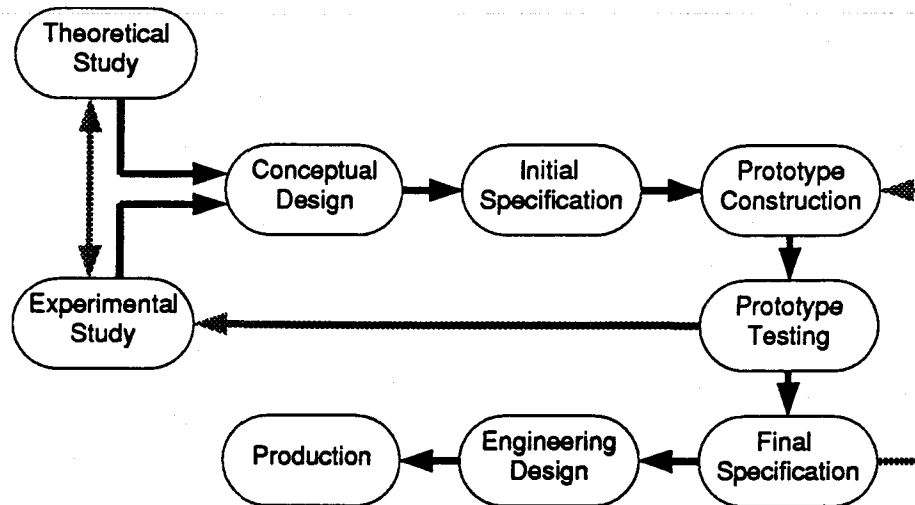 Theoretical
Study
Conceptual
Design
Initial
Specification
Prototype
Construction
Experimental
Study
Prototype
Testing
Production
Engineering
Design
Final
Specification